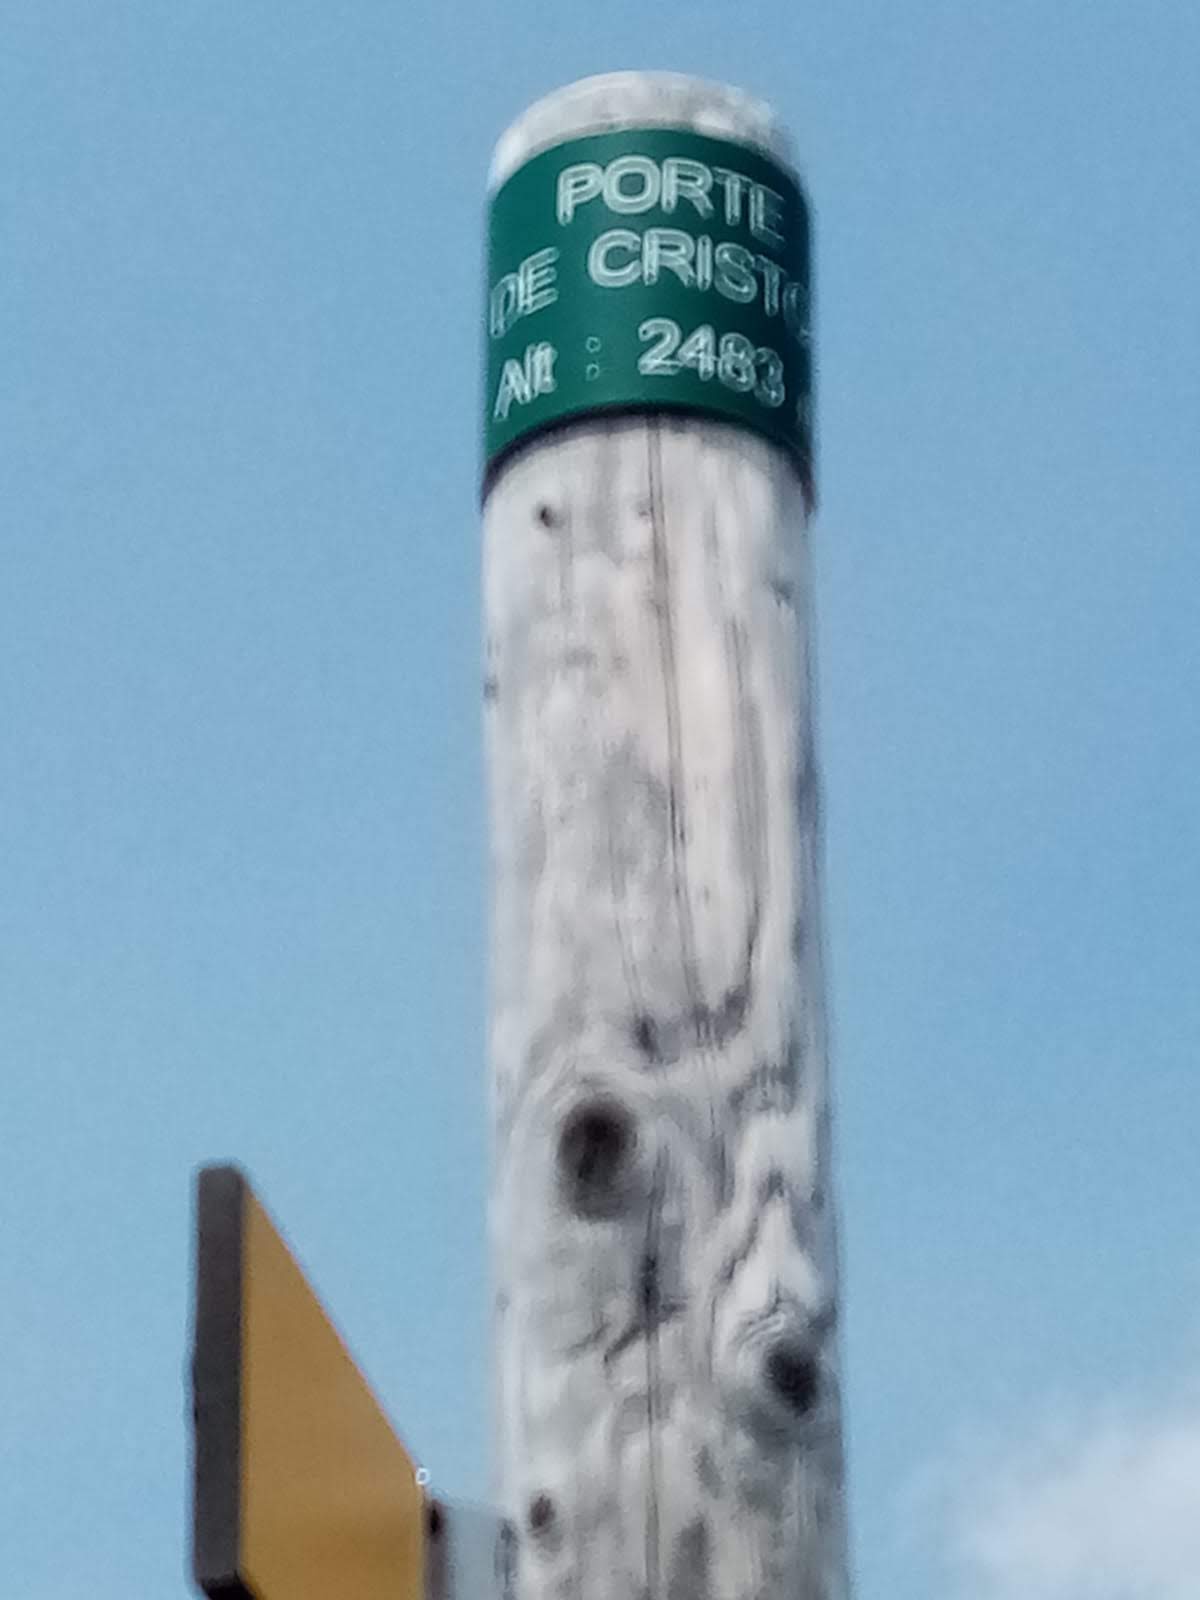 PORTE
DE CRISTO
Alt : 2483